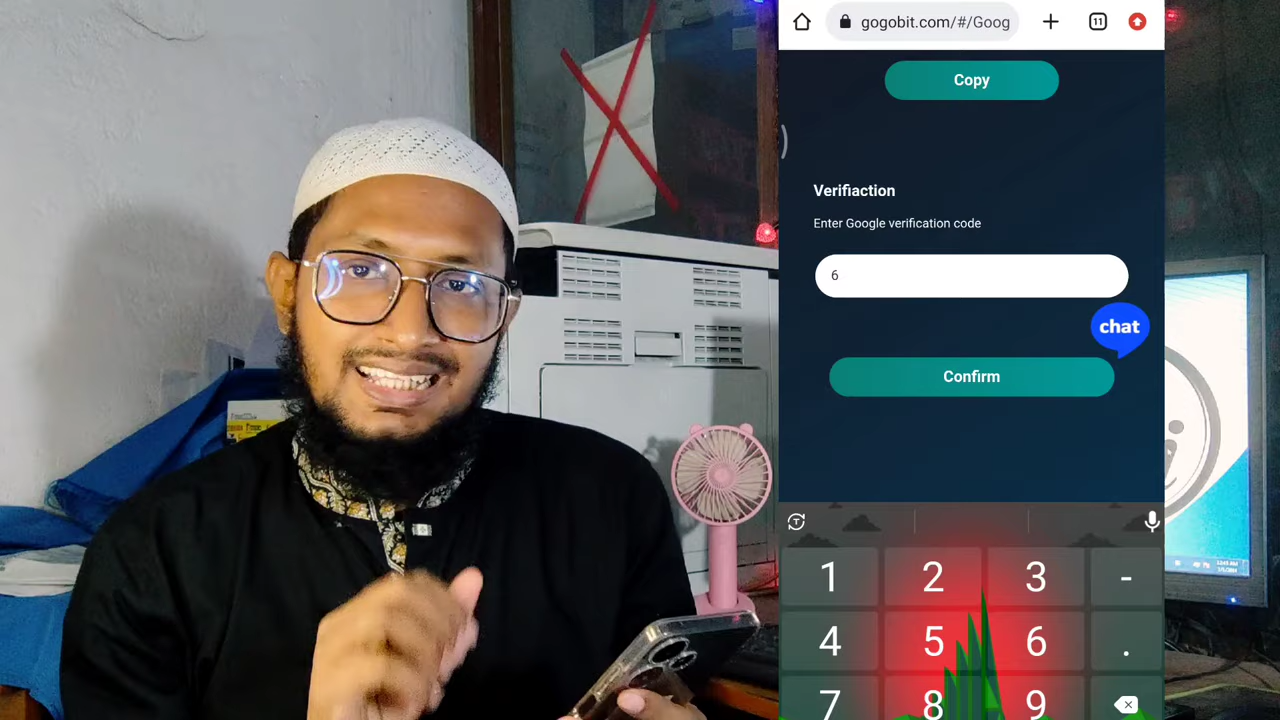 gogobit.com/#/Goog
11
Copy
Verifiaction
Enter Google verification code
6
chat
Confirm
T
1 2 3 -
4 5 6 .
7 8 9